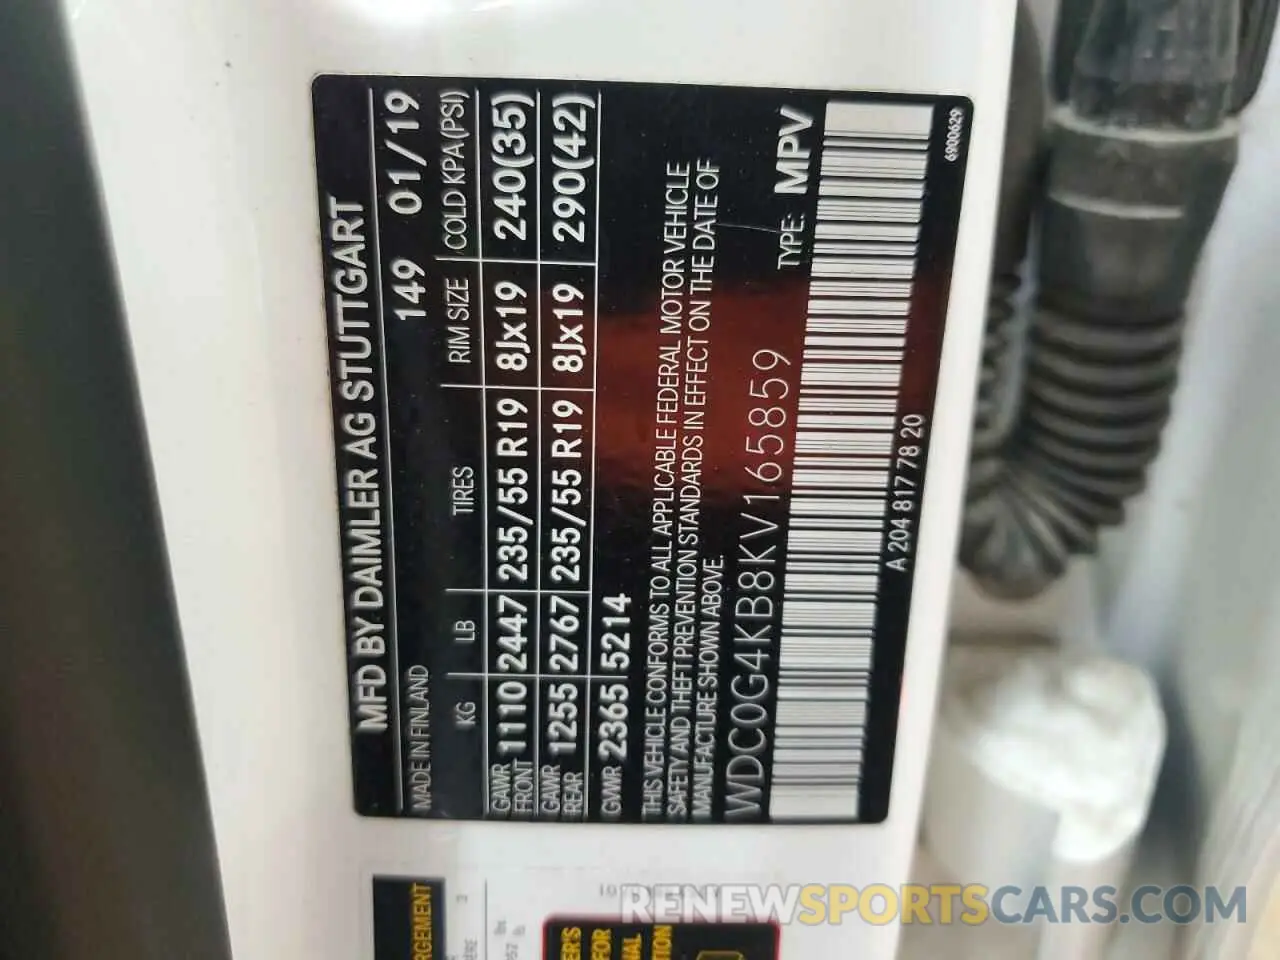 MFD BY DAIMLER AG STUTTGART
MADE IN FINLAND 149 01/19
KG LB TIRES RIM SIZE COLD KPA(PSI)
GAWR FRONT 1110 2447 235/55 R19 8Jx19 240(35)
GAWR REAR 1255 2767 235/55 R19 8Jx19 290(42)
GVWR 2365 5214
THIS VEHICLE CONFORMS TO ALL APPLICABLE FEDERAL MOTOR VEHICLE
SAFETY AND THEFT PREVENTION STANDARDS IN EFFECT ON THE DATE OF
MANUFACTURE SHOWN ABOVE.
WDC0G4KB8KV165859 TYPE: MPV
A 204 817 78 20
6900629
RENEWSPORTSCARS.COM